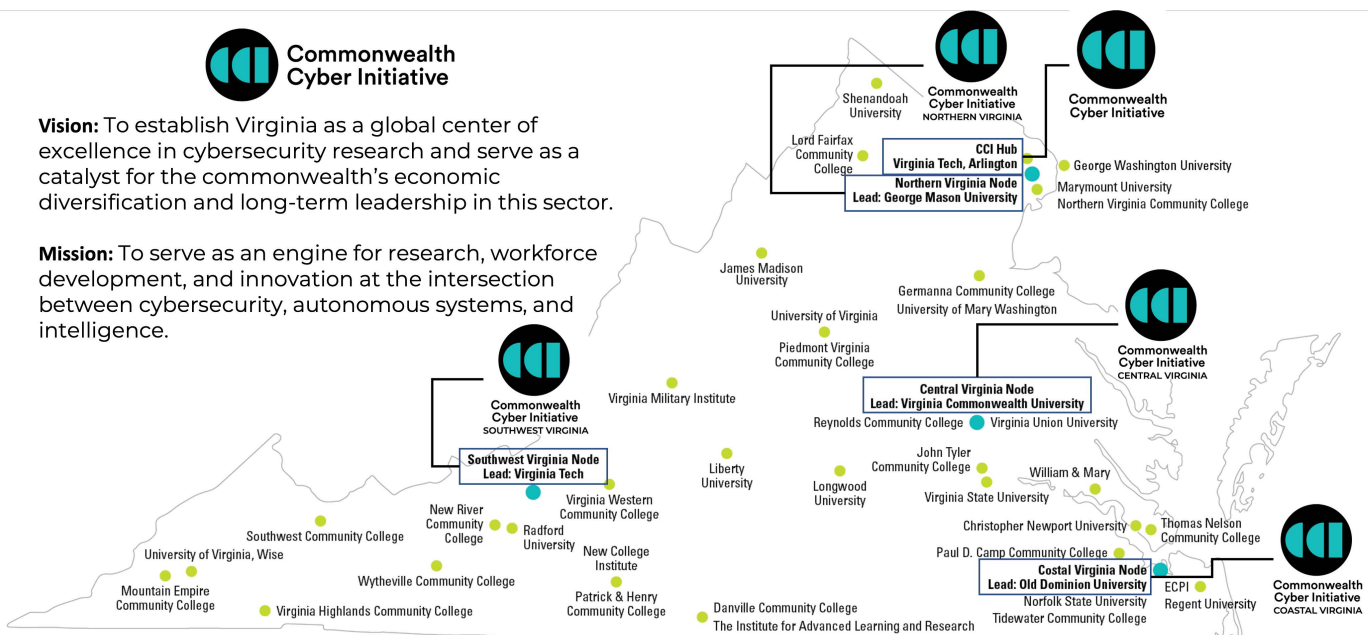 Commonwealth
Cyber Initiative
Vision: To establish Virginia as a global center of
excellence in cybersecurity research and serve as a
catalyst for the commonwealth's economic
diversification and long-term leadership in this sector.
Mission: To serve as an engine for research, workforce
development, and innovation at the intersection
between cybersecurity, autonomous systems, and
intelligence.
Commonwealth
Cyber Initiative
NORTHERN VIRGINIA
Commonwealth
Cyber Initiative
Shenandoah
University
Lord Fairfax
Community
College
CCI Hub
Virginia Tech, Arlington
Northern Virginia Node
Lead: George Mason University
George Washington University
Marymount University
Northern Virginia Community College
James Madison
University
Germanna Community College
University of Mary Washington
University of Virginia
Piedmont Virginia
Community College
Commonwealth
Cyber Initiative
CENTRAL VIRGINIA
Central Virginia Node
Lead: Virginia Commonwealth University
Reynolds Community College
Virginia Union University
Virginia Military Institute
Commonwealth
Cyber Initiative
SOUTHWEST VIRGINIA
Southwest Virginia Node
Lead: Virginia Tech
Virginia Western
Community College
Liberty
University
Longwood
University
John Tyler
Community College
Virginia State University
William & Mary
New River
Community
College
Radford
University
Southwest Community College
University of Virginia, Wise
Mountain Empire
Community College
Wytheville Community College
Virginia Highlands Community College
New College
Institute
Patrick & Henry
Community College
Danville Community College
The Institute for Advanced Learning and Research
Christopher Newport University
Thomas Nelson
Community College
Paul D. Camp Community College
Costal Virginia Node
Lead: Old Dominion University
Norfolk State University
Tidewater Community College
ECPI
Regent University
Commonwealth
Cyber Initiative
COASTAL VIRGINIA